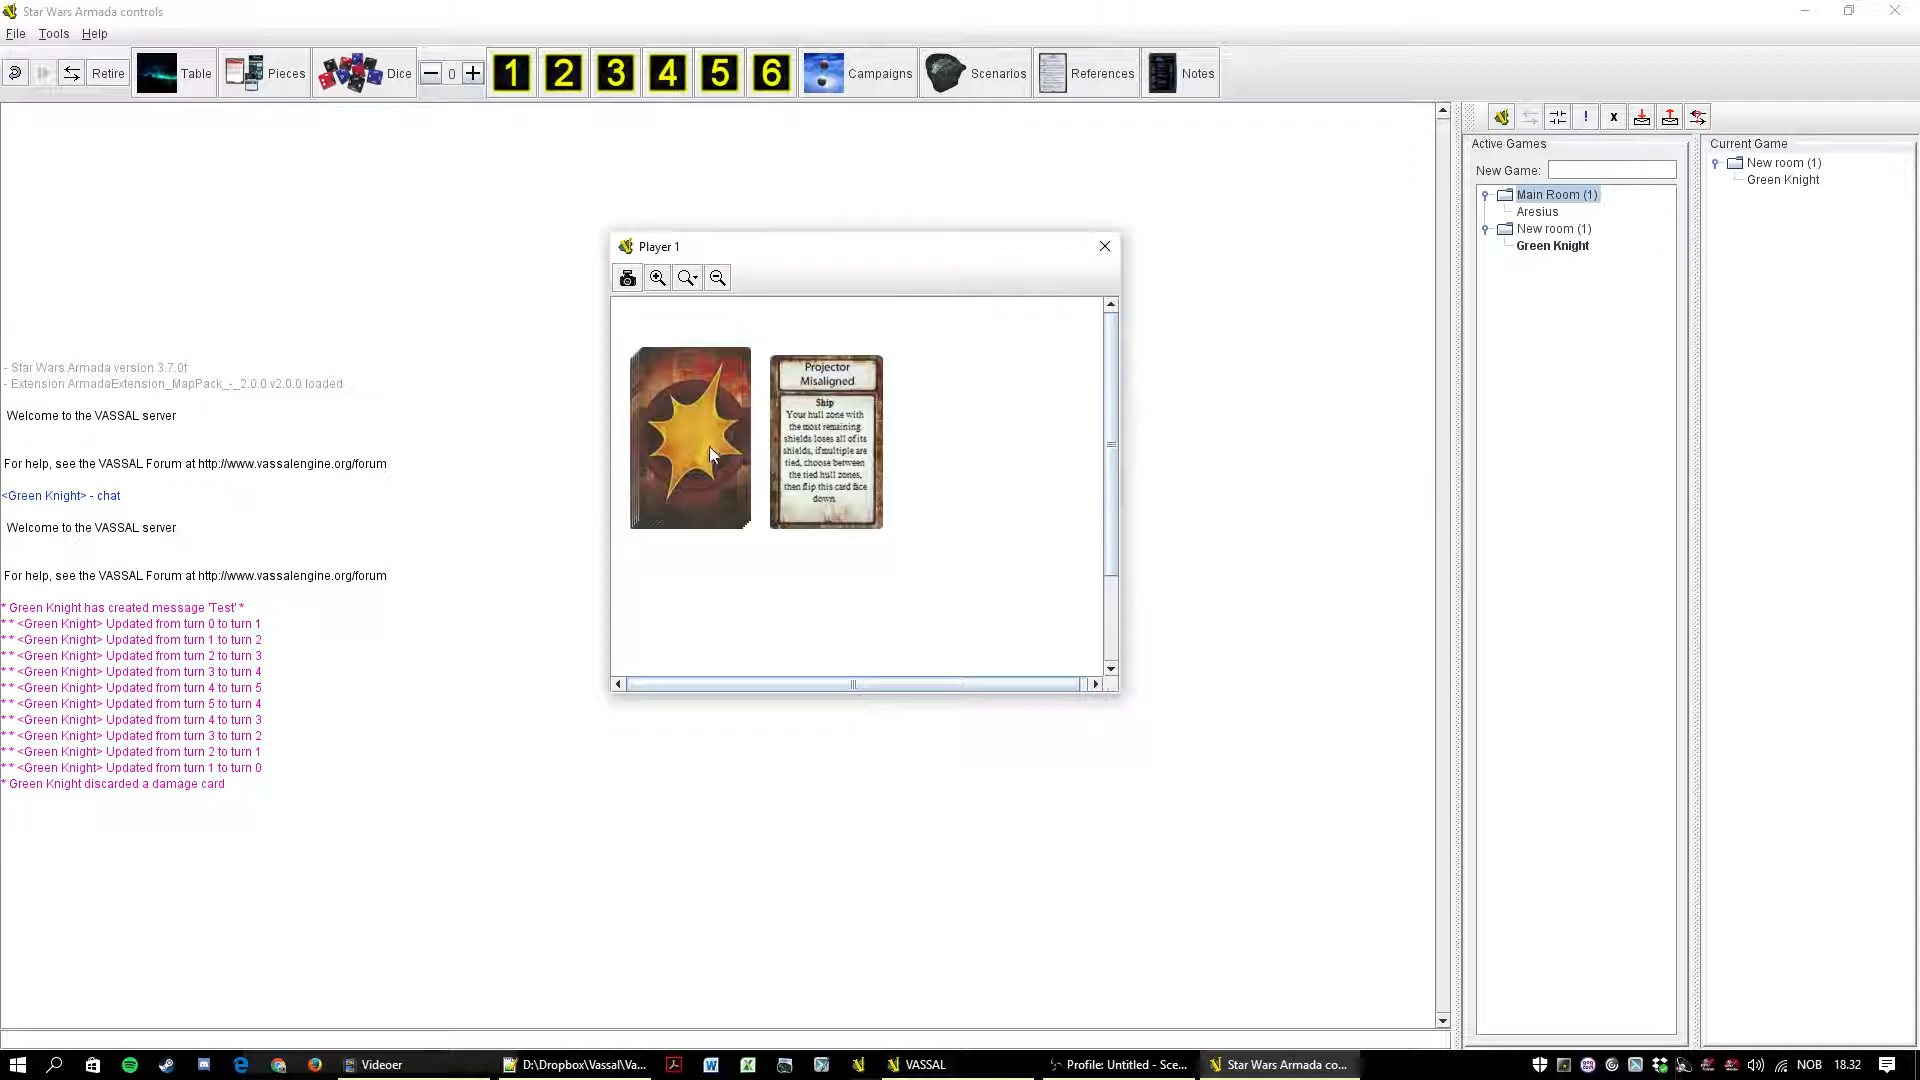 Star Wars Armada controls
File Tools Help
Retire Table Pieces Dice 0 1 2 3 4 5 6 Campaigns Scenarios References Notes
- Star Wars Armada version 3.7.0f
- Extension ArmadaExtension_MapPack_-_2.0.0 v2.0.0 loaded
Welcome to the VASSAL server
For help, see the VASSAL Forum at http://www.vassalengine.org/forum
<Green Knight> - chat
Welcome to the VASSAL server
For help, see the VASSAL Forum at http://www.vassalengine.org/forum
* Green Knight has created message 'Test' *
* * <Green Knight> Updated from turn 0 to turn 1
* * <Green Knight> Updated from turn 1 to turn 2
* * <Green Knight> Updated from turn 2 to turn 3
* * <Green Knight> Updated from turn 3 to turn 4
* * <Green Knight> Updated from turn 4 to turn 5
* * <Green Knight> Updated from turn 5 to turn 4
* * <Green Knight> Updated from turn 4 to turn 3
* * <Green Knight> Updated from turn 3 to turn 2
* * <Green Knight> Updated from turn 2 to turn 1
* * <Green Knight> Updated from turn 1 to turn 0
* Green Knight discarded a damage card
Player 1
Projector
Misaligned
Ship
Your hull zone with
the most remaining
shields loses all of its
shields, if multiple are
tied, choose between
the tied hull zones,
then flip this card face
down.
! x
Active Games
New Game:
Main Room (1)
Aresius
New room (1)
Green Knight
Current Game
New room (1)
Green Knight
Videoer
D:\Dropbox\Vassal\Va...
VASSAL
Profile: Untitled - Sce...
Star Wars Armada co...
NOB
18.32